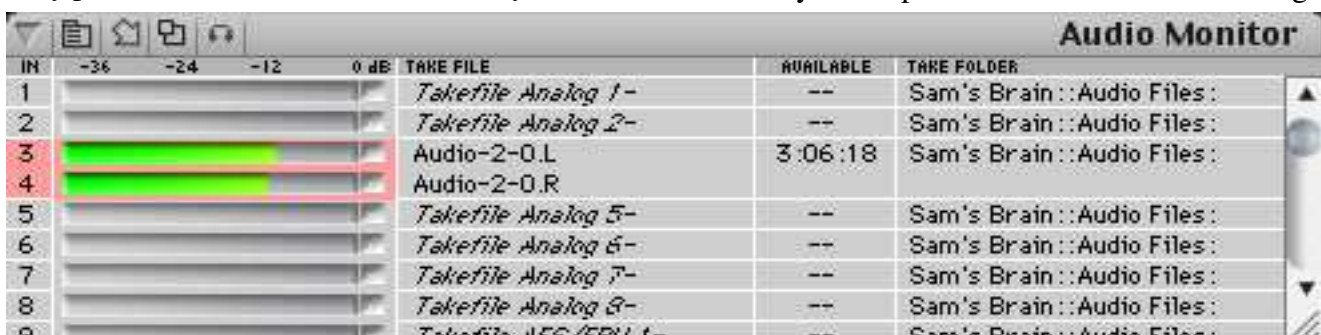 Audio Monitor
IN -36 -24 -12 0 dB TAKE FILE AVAILABLE TAKE FOLDER
1 Takefile Analog 1- -- Sam's Brain::Audio Files:
2 Takefile Analog 2- -- Sam's Brain::Audio Files:
3 Audio-2-0.L 3:06:18 Sam's Brain::Audio Files:
4 Audio-2-0.R
5 Takefile Analog 5- -- Sam's Brain::Audio Files:
6 Takefile Analog 6- -- Sam's Brain::Audio Files:
7 Takefile Analog 7- -- Sam's Brain::Audio Files:
8 Takefile Analog 8- -- Sam's Brain::Audio Files: